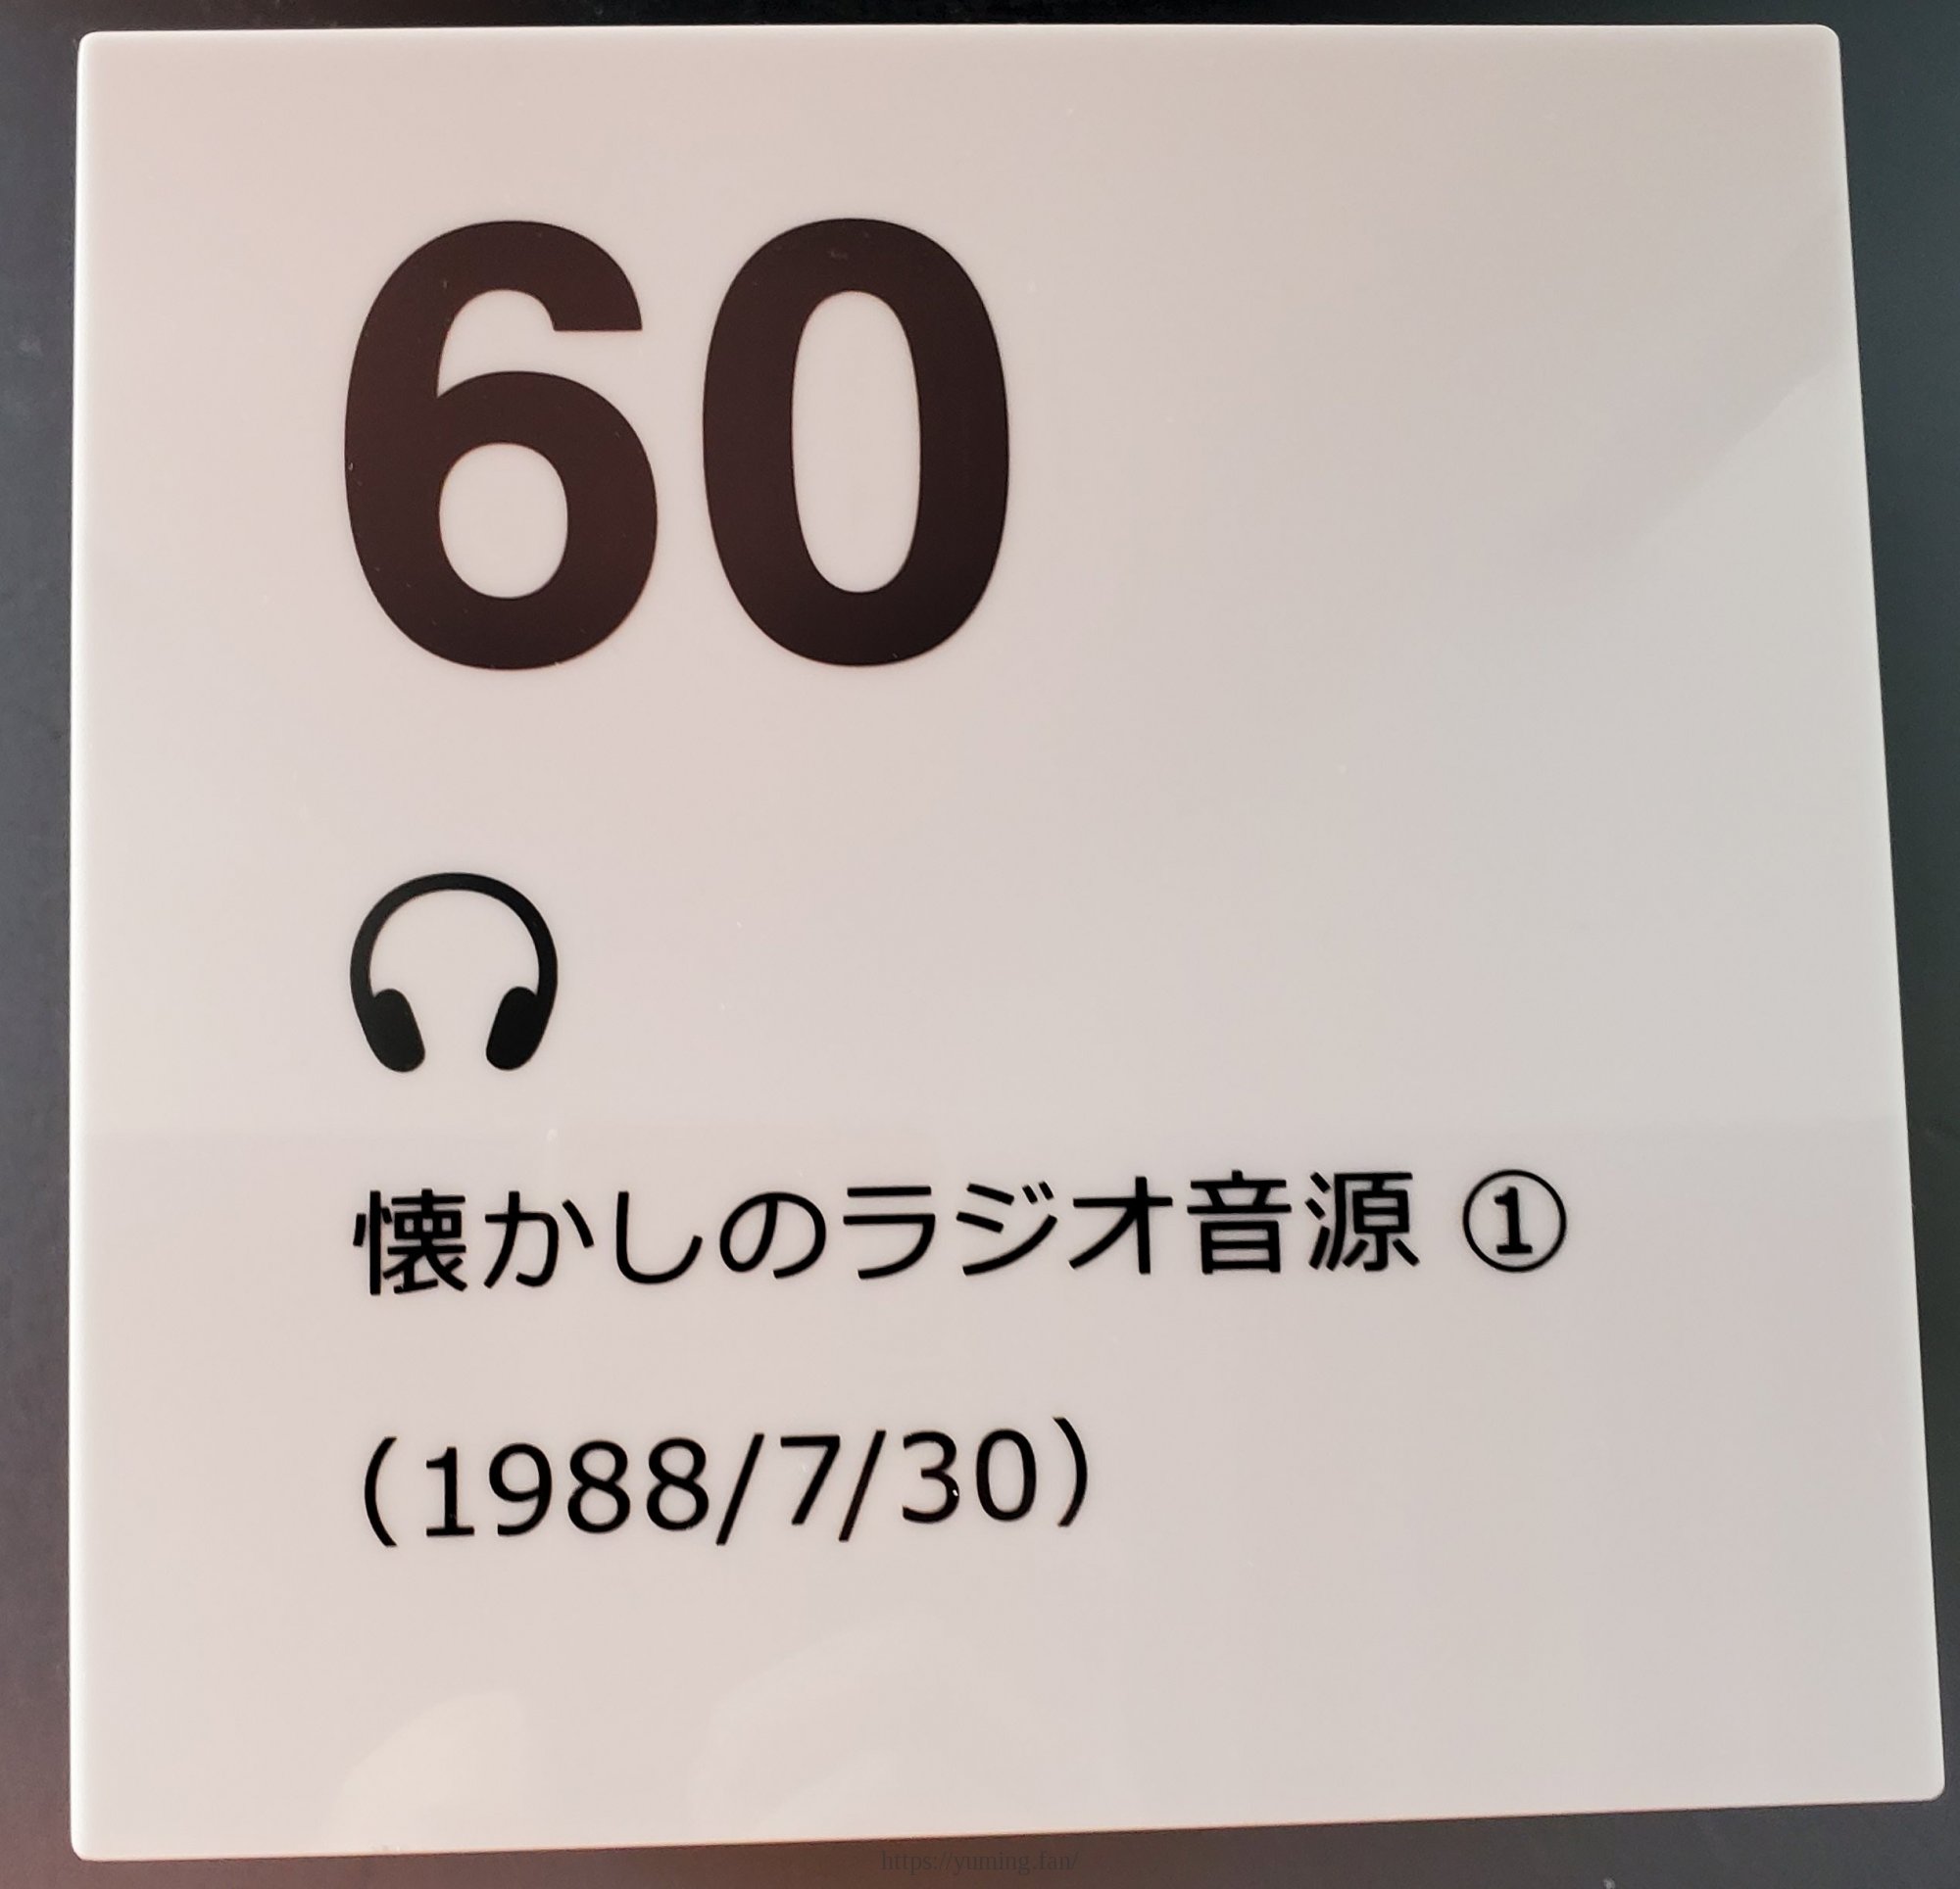 60
懐かしのラジオ音源 ①
(1988/7/30)
https://yuming.fan/